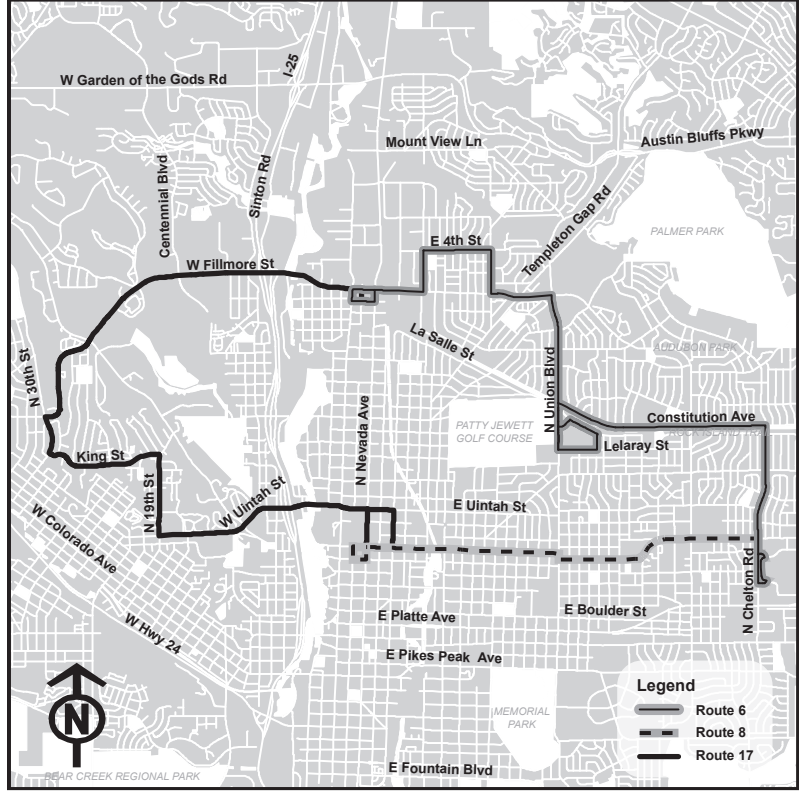 I-25
W Garden of the Gods Rd
Mount View Ln
Austin Bluffs Pkwy
Centennial Blvd
Sinton Rd
Templeton Gap Rd
PALMER PARK
E 4th St
W Fillmore St
La Salle St
N 30th St
N Union Blvd
AUDUBON PARK
N Nevada Ave
PATTY JEWETT
GOLF COURSE
Constitution Ave
Lelaray St
King St
N 19th St
W Uintah St
E Uintah St
W Colorado Ave
N Chelton Rd
E Platte Ave
E Boulder St
W Hwy 24
E Pikes Peak Ave
MEMORIAL
PARK
N
BEAR CREEK REGIONAL PARK
E Fountain Blvd
Legend
Route 6
Route 8
Route 17